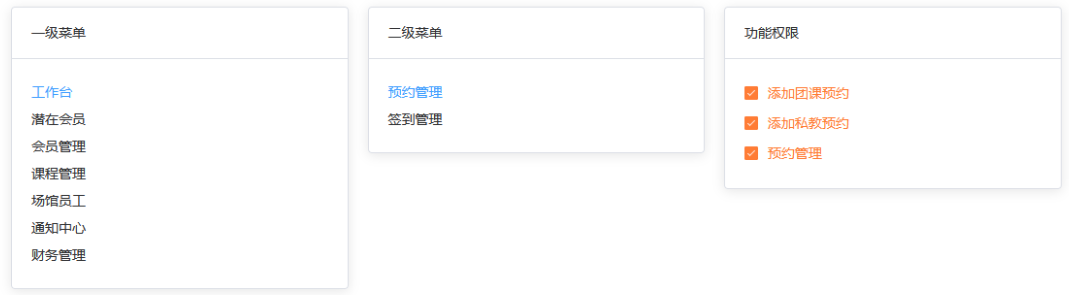 一级菜单
工作台
潜在会员
会员管理
课程管理
场馆员工
通知中心
财务管理
二级菜单
预约管理
签到管理
功能权限
添加团课预约
添加私教预约
预约管理